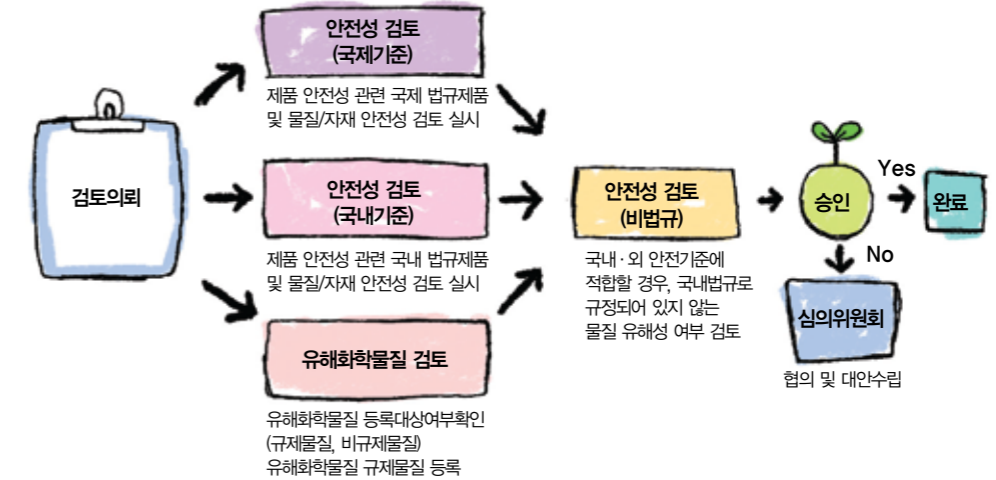 검토의뢰
안전성 검토
(국제기준)
제품 안전성 관련 국제 법규제품
및 물질/자재 안전성 검토 실시
안전성 검토
(국내기준)
제품 안전성 관련 국내 법규제품
및 물질/자재 안전성 검토 실시
유해화학물질 검토
유해화학물질 등록대상여부확인
(규제물질, 비규제물질)
유해화학물질 규제물질 등록
안전성 검토
(비법규)
국내·외 안전기준에
적합할 경우, 국내법규로
규정되어 있지 않는
물질 유해성 여부 검토
승인
Yes
완료
No
심의위원회
협의 및 대안수립